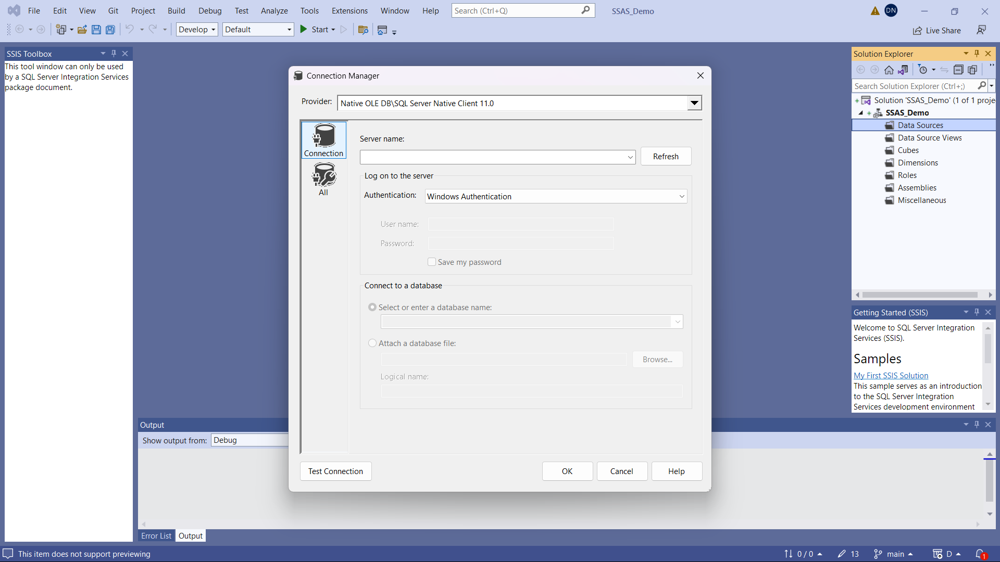 File Edit View Git Project Build Debug Test Analyze Tools Extensions Window Help Search (Ctrl+Q) SSAS_Demo DN
Develop Default Start Live Share
SSIS Toolbox
This tool window can only be used
by a SQL Server Integration Services
package document.
Connection Manager
Provider: Native OLE DB\SQL Server Native Client 11.0
Connection
All
Server name:
Refresh
Log on to the server
Authentication: Windows Authentication
User name:
Password:
Save my password
Connect to a database
Select or enter a database name:
Attach a database file:
Browse...
Logical name:
Test Connection OK Cancel Help
Solution Explorer
Search Solution Explorer (Ctrl+;)
Solution 'SSAS_Demo' (1 of 1 proje
SSAS_Demo
Data Sources
Data Source Views
Cubes
Dimensions
Roles
Assemblies
Miscellaneous
Getting Started (SSIS)
Welcome to SQL Server Integration
Services (SSIS).
Samples
My First SSIS Solution
This sample serves as an introduction
to the SQL Server Integration
Services development environment
Output
Show output from: Debug
Error List Output
This item does not support previewing 0 / 0 13 main D 1